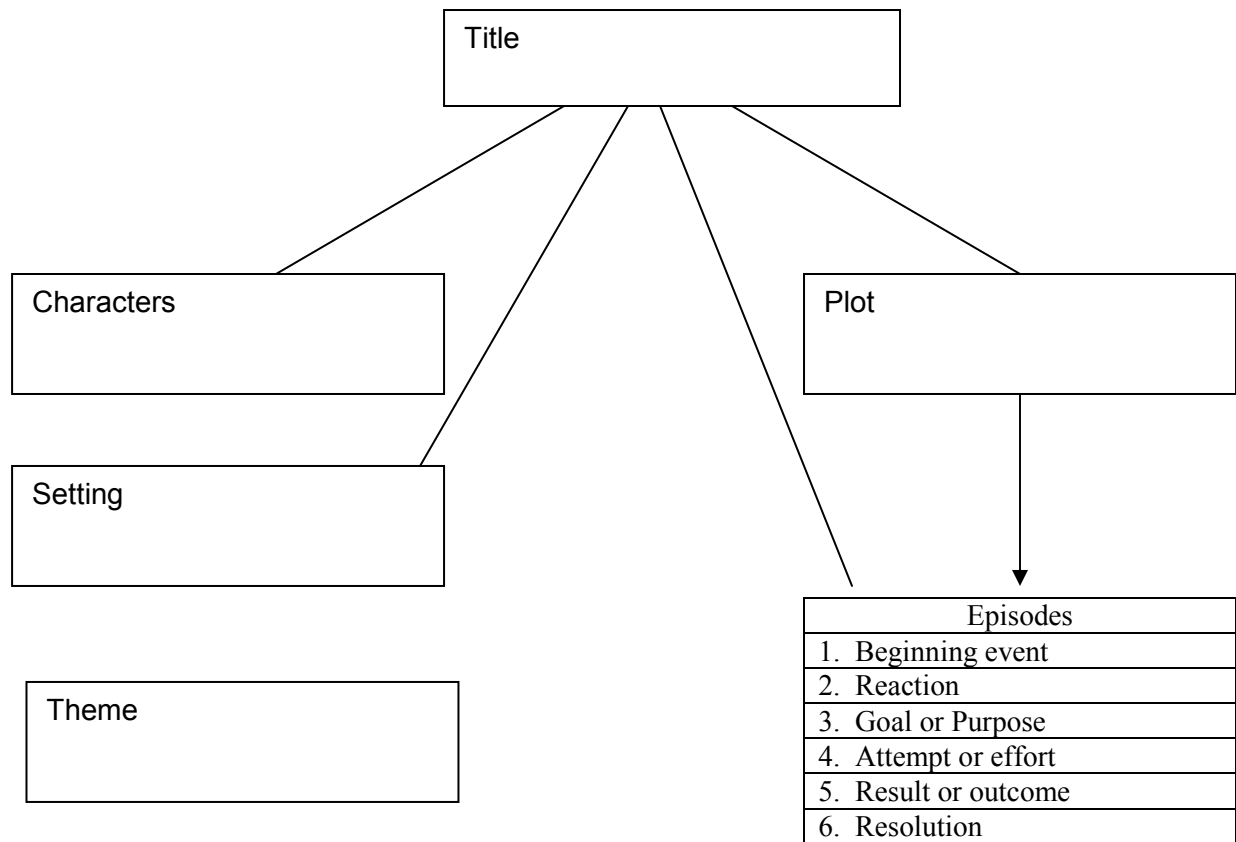 Title
Characters
Plot
Setting
Theme
Episodes
1. Beginning event
2. Reaction
3. Goal or Purpose
4. Attempt or effort
5. Result or outcome
6. Resolution